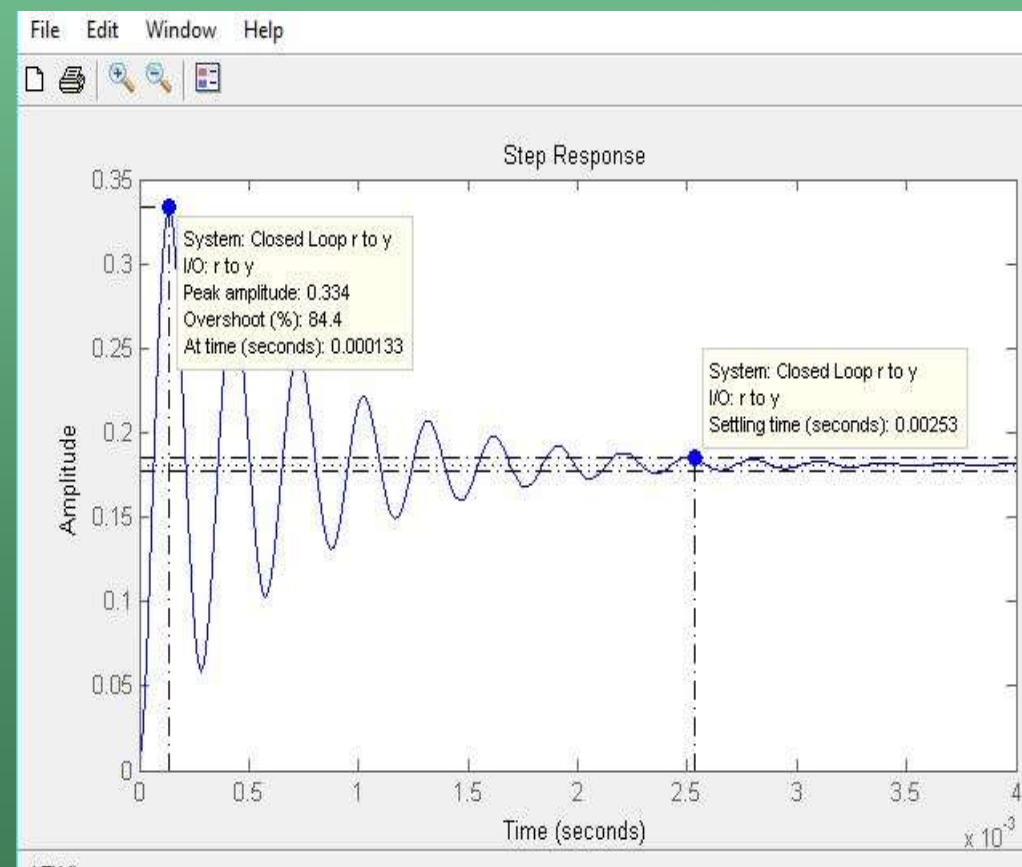 File Edit Window Help
Step Response
0.35
0.3
0.25
0.2
0.15
0.1
0.05
0
Amplitude
System: Closed Loop r to y
I/O: r to y
Peak amplitude: 0.334
Overshoot (%): 84.4
At time (seconds): 0.000133
System: Closed Loop r to y
I/O: r to y
Settling time (seconds): 0.00253
0 0.5 1 1.5 2 2.5 3 3.5 4
Time (seconds)
x 10⁻³